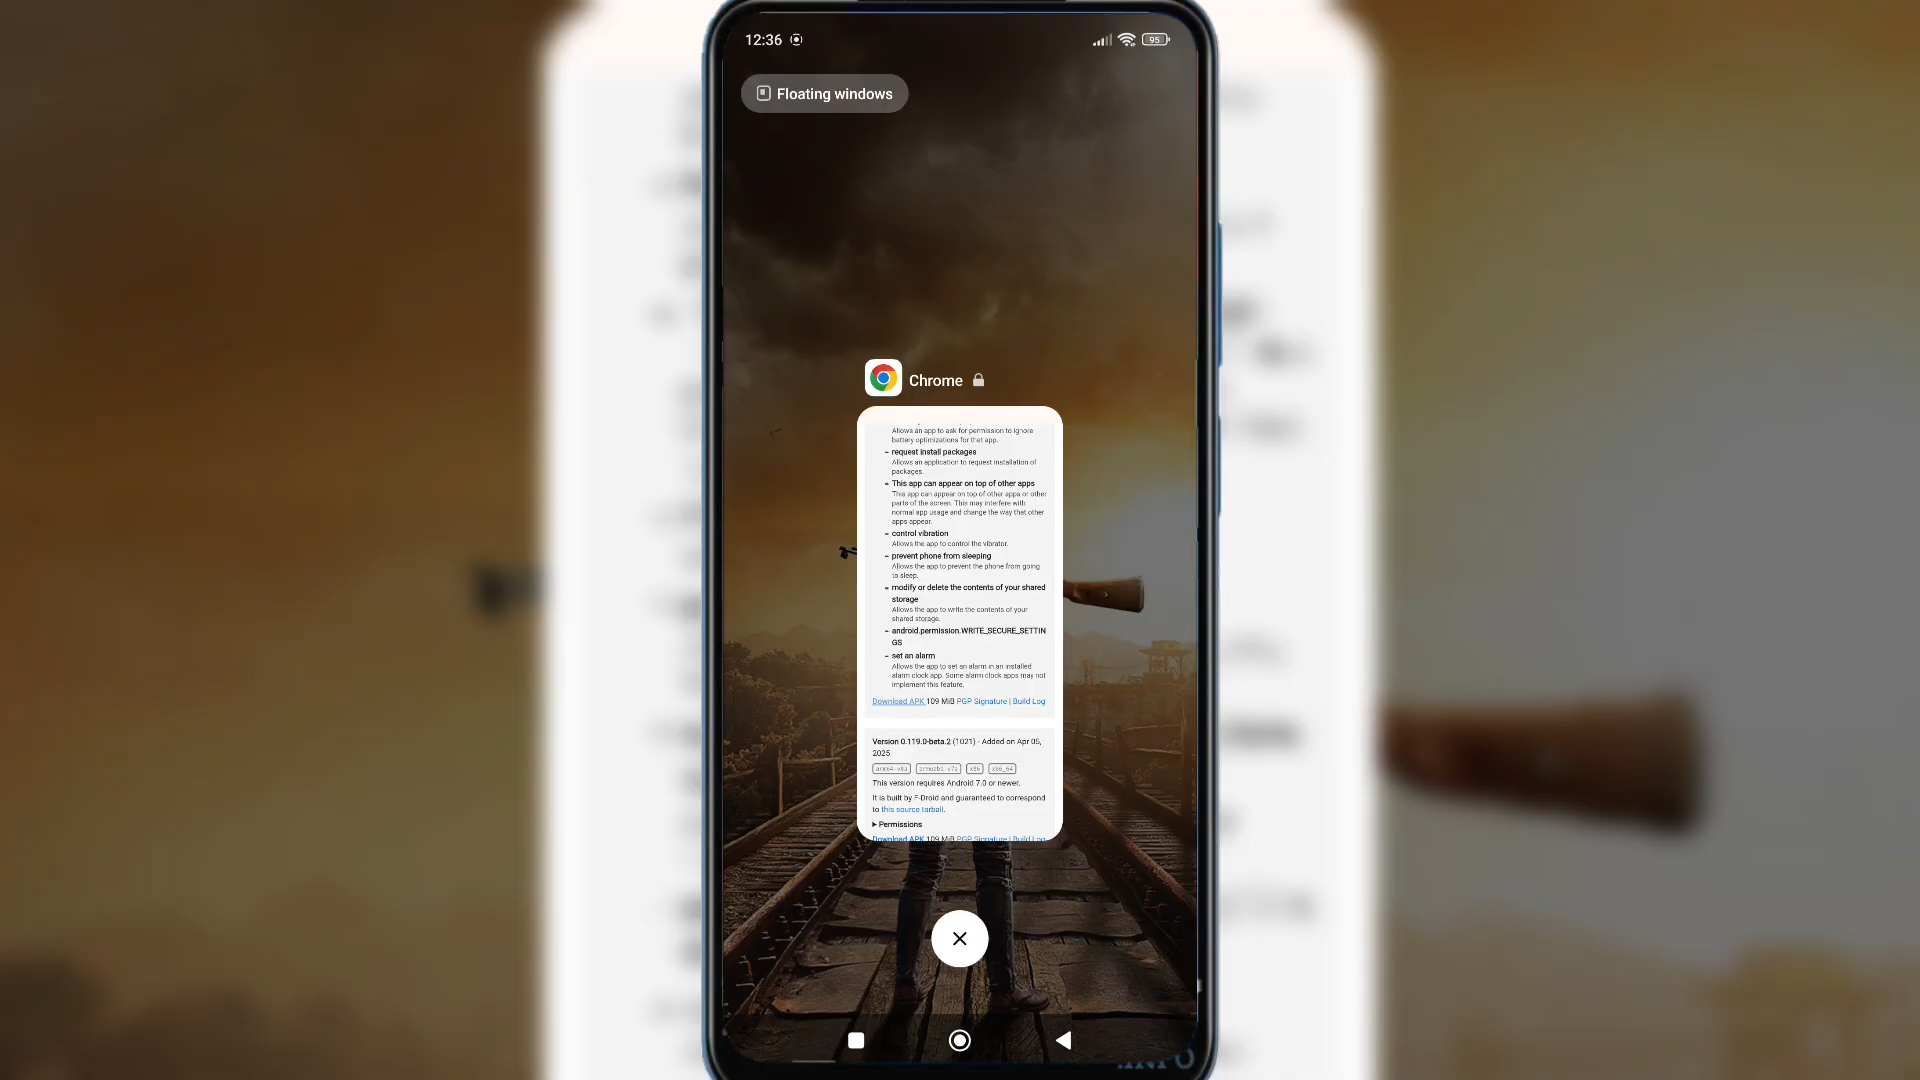 12:36
95
Floating windows
Chrome
Allows an app to ask for permission to ignore
battery optimizations for that app.
- request install packages
Allows an application to request installation of
packages.
- This app can appear on top of other apps
This app can appear on top of other apps or other
parts of the screen. This may interfere with
normal app usage and change the way that other
apps appear.
- control vibration
Allows the app to control the vibrator.
- prevent phone from sleeping
Allows the app to prevent the phone from going
to sleep.
- modify or delete the contents of your shared
storage
Allows the app to write the contents of your
shared storage.
- android.permission.WRITE_SECURE_SETTIN
GS
- set an alarm
Allows the app to set an alarm in an installed
alarm clock app. Some alarm clock apps may not
implement this feature.
Download APK 109 MiB PGP Signature | Build Log
Version 0.119.0-beta.2 (1021) - Added on Apr 05,
2025
arm64-v8a armeabi-v7a x86 x86_64
This version requires Android 7.0 or newer.
It is built by F-Droid and guaranteed to correspond
to this source tarball.
▸ Permissions
Download APK 109 MiB PGP Signature | Build Log
.INFO